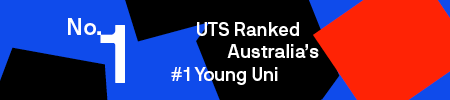 No.1
UTS Ranked
Australia's
#1 Young Uni